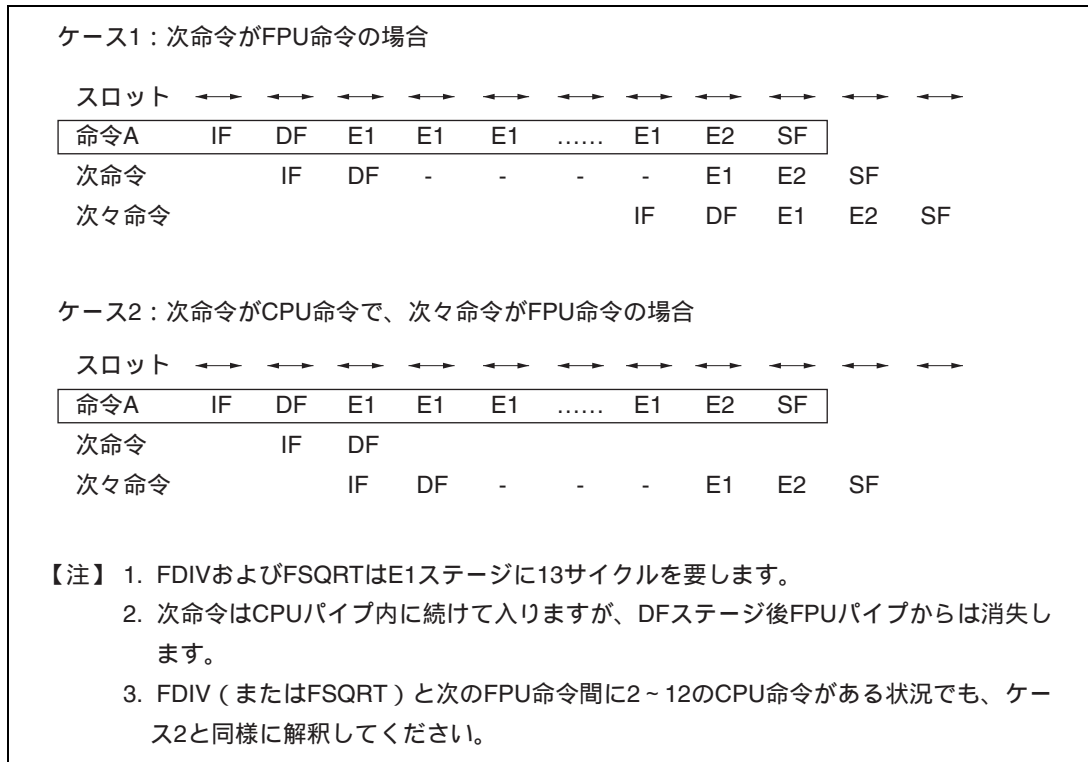 ケース1：次命令がFPU命令の場合
スロット
命令A IF DF E1 E1 E1 …… E1 E2 SF
次命令 IF DF - - - - E1 E2 SF
次々命令 IF DF E1 E2 SF
ケース2：次命令がCPU命令で、次々命令がFPU命令の場合
スロット
命令A IF DF E1 E1 E1 …… E1 E2 SF
次命令 IF DF
次々命令 IF DF - - - E1 E2 SF
【注】 1. FDIVおよびFSQRTはE1ステージに13サイクルを要します。
2. 次命令はCPUパイプ内に続けて入りますが、DFステージ後FPUパイプからは消失し
ます。
3. FDIV（またはFSQRT）と次のFPU命令間に2～12のCPU命令がある状況でも、ケー
ス2と同様に解釈してください。